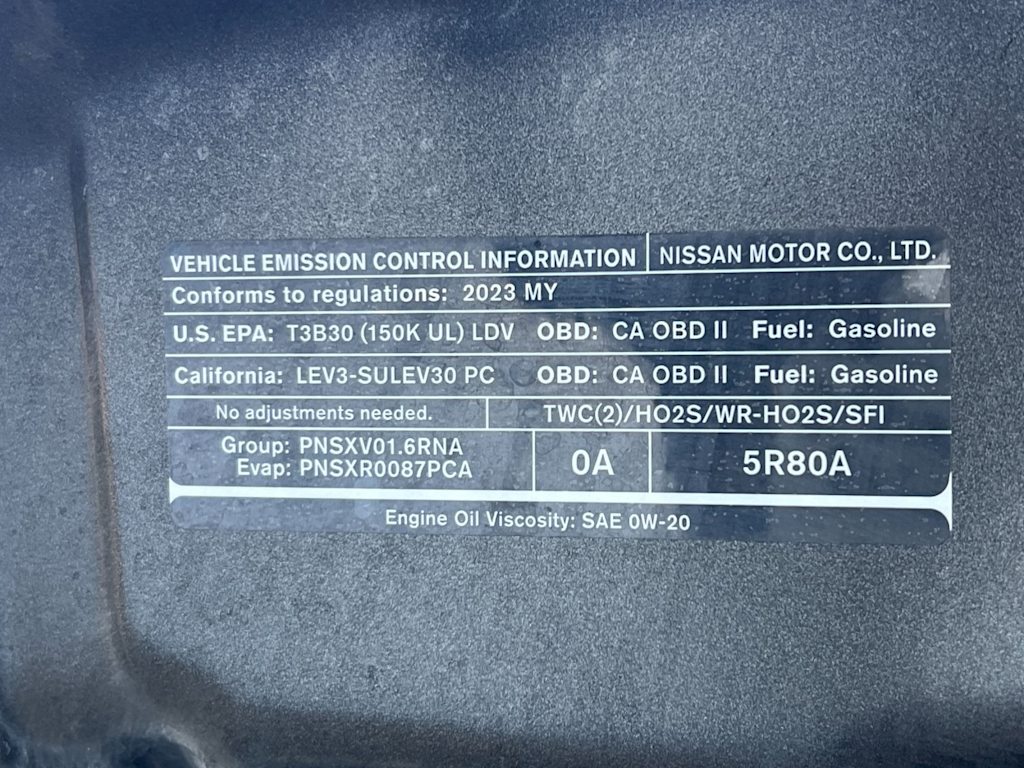 VEHICLE EMISSION CONTROL INFORMATION NISSAN MOTOR CO., LTD.
Conforms to regulations: 2023 MY
U.S. EPA: T3B30 (150K UL) LDV OBD: CA OBD II Fuel: Gasoline
California: LEV3-SULEV30 PC OBD: CA OBD II Fuel: Gasoline
No adjustments needed. TWC(2)/HO2S/WR-HO2S/SFI
Group: PNSXV01.6RNA
Evap: PNSXR0087PCA
0A
5R80A
Engine Oil Viscosity: SAE 0W-20